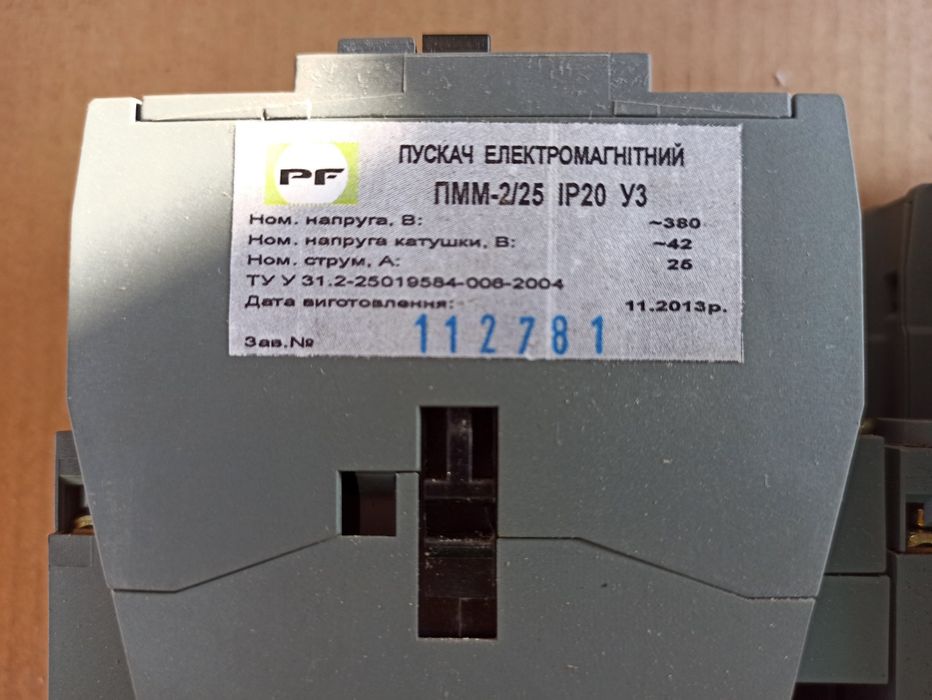 PF
ПУСКАЧ ЕЛЕКТРОМАГНІТНИЙ
ПММ-2/25 IP20 У3
Ном. напруга, В: ~380
Ном. напруга катушки, В: ~42
Ном. струм, А: 25
ТУ У 31.2-25019584-006-2004
Дата виготовлення: 11.2013р.
Зав.№ 112781